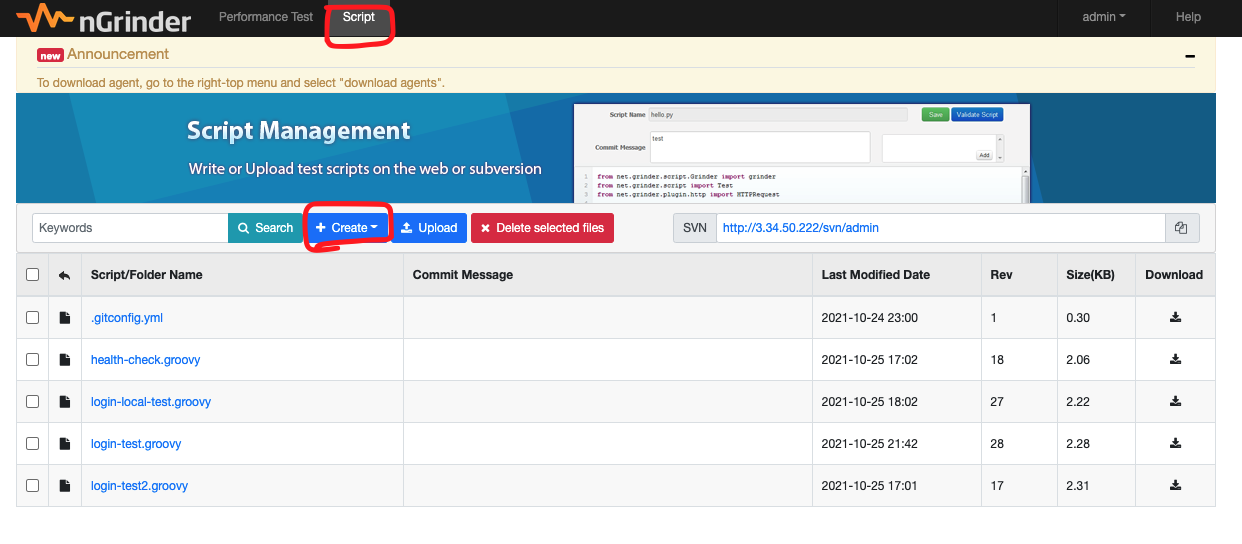 nGrinder Performance Test Script admin Help
new Announcement
To download agent, go to the right-top menu and select "download agents".
Script Management
Write or Upload test scripts on the web or subversion
Script Name hello.py Save Validate Script
Commit Message test Add
1 from net.grinder.script.Grinder import grinder
2 from net.grinder.script import Test
3 from net.grinder.plugin.http import HTTPRequest
Keywords Search Create Upload Delete selected files SVN http://3.34.50.222/svn/admin
Script/Folder Name Commit Message Last Modified Date Rev Size(KB) Download
.gitconfig.yml 2021-10-24 23:00 1 0.30
health-check.groovy 2021-10-25 17:02 18 2.06
login-local-test.groovy 2021-10-25 18:02 27 2.22
login-test.groovy 2021-10-25 21:42 28 2.28
login-test2.groovy 2021-10-25 17:01 17 2.31